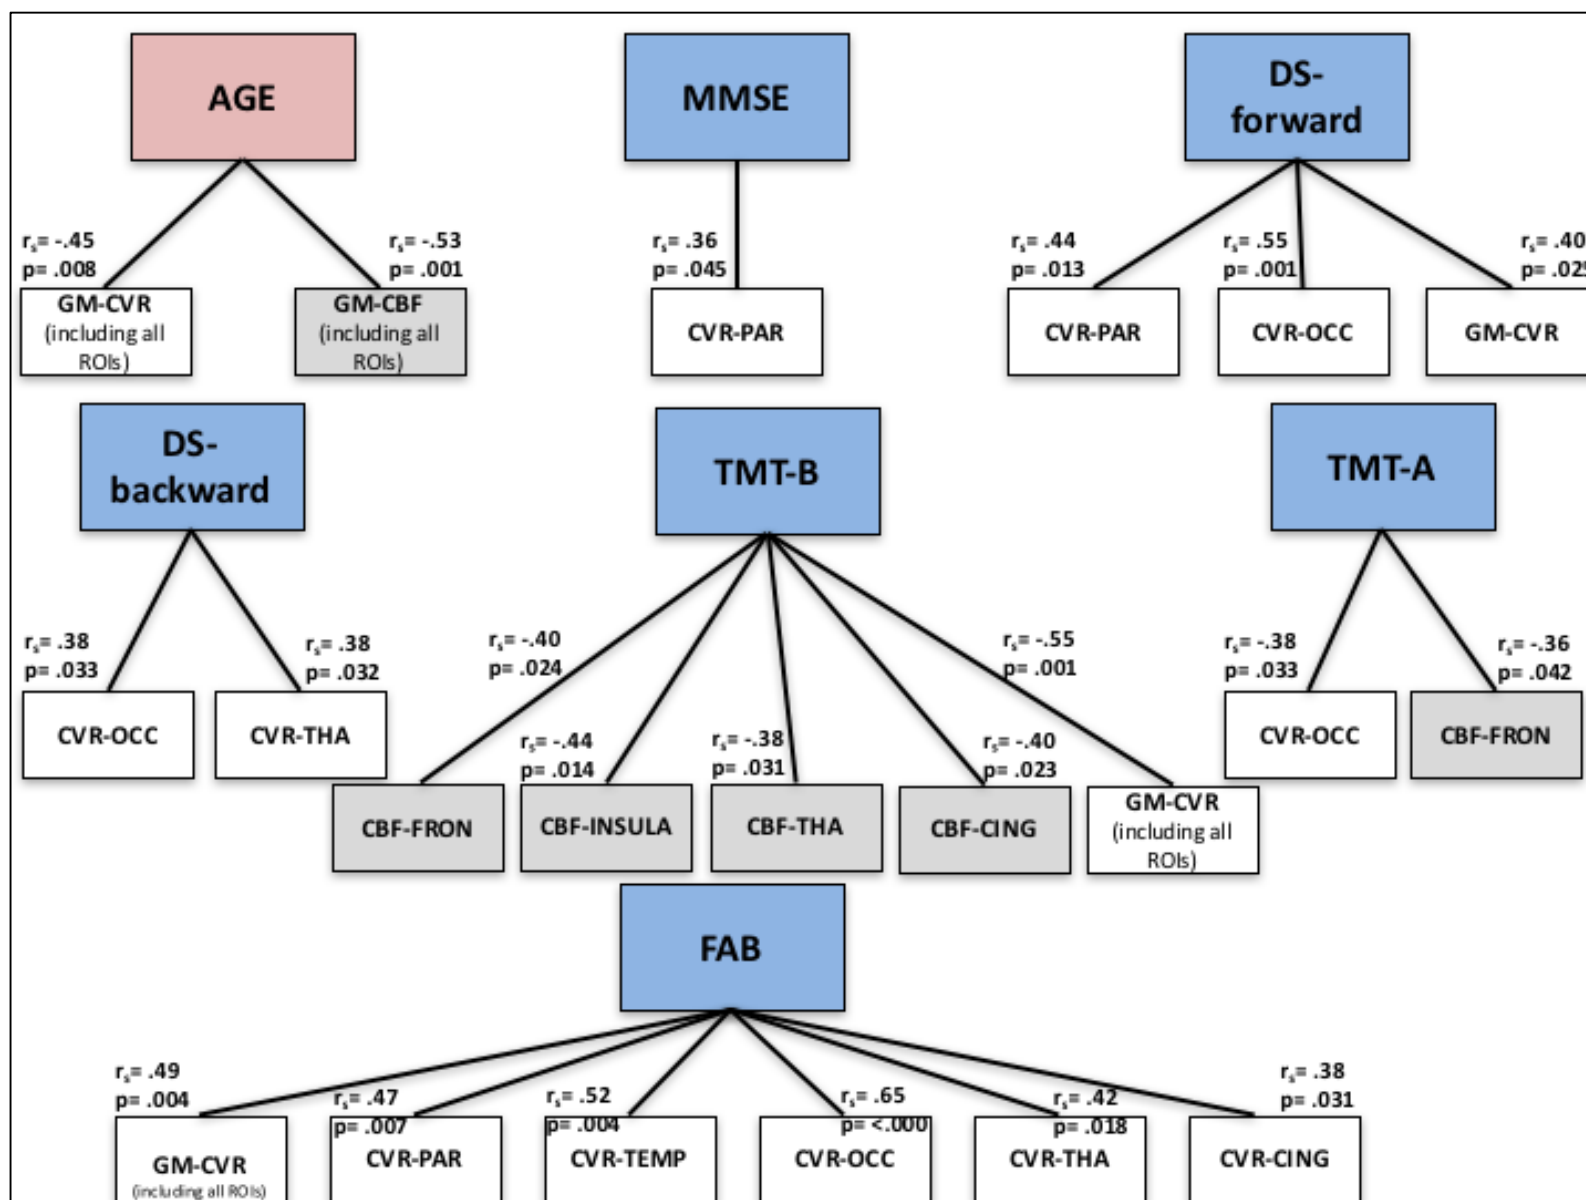 AGE
MMSE
DS-
forward
rs= -.45
p= .008
rs= -.53
p= .001
rs= .36
p= .045
rs= .44
p= .013
rs= .55
p= .001
rs= .40
p= .025
GM-CVR
(including all
ROIs)
GM-CBF
(including all
ROIs)
CVR-PAR
CVR-PAR
CVR-OCC
GM-CVR
DS-
backward
TMT-B
TMT-A
rs= .38
p= .033
rs= .38
p= .032
rs= -.40
p= .024
rs= -.55
p= .001
rs= -.38
p= .033
rs= -.36
p= .042
CVR-OCC
CVR-THA
CVR-OCC
CBF-FRON
rs= -.44
p= .014
rs= -.38
p= .031
rs= -.40
p= .023
CBF-FRON
CBF-INSULA
CBF-THA
CBF-CING
GM-CVR
(including all
ROIs)
FAB
rs= .49
p= .004
rs= .47
p= .007
rs= .52
p= .004
rs= .65
p= <.000
rs= .42
p= .018
rs= .38
p= .031
GM-CVR
(including all ROIs)
CVR-PAR
CVR-TEMP
CVR-OCC
CVR-THA
CVR-CING